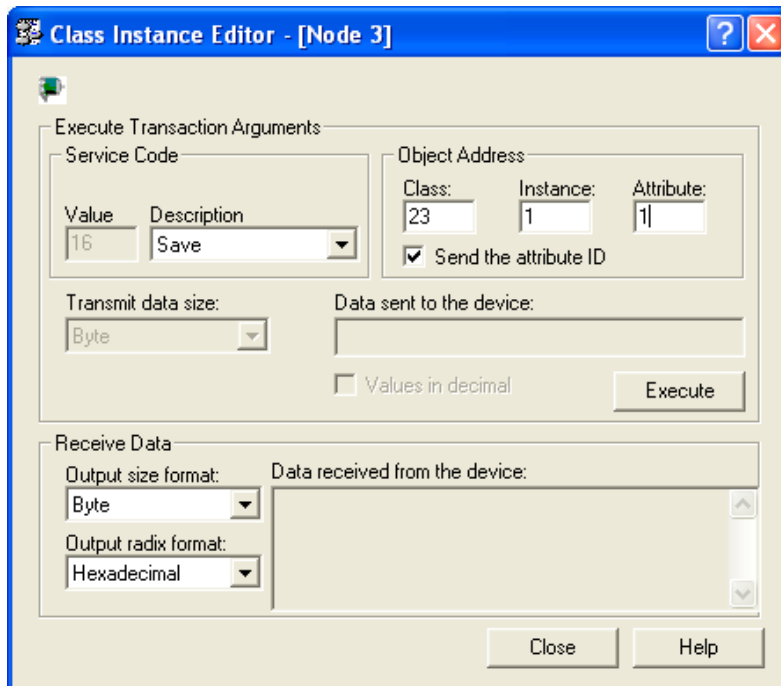 Class Instance Editor - [Node 3]
Execute Transaction Arguments
Service Code
Object Address
Class: Instance: Attribute:
Value Description
23 1 1
16 Save
Send the attribute ID
Transmit data size: Data sent to the device:
Byte
Values in decimal Execute
Receive Data
Output size format: Data received from the device:
Byte
Output radix format:
Hexadecimal
Close Help